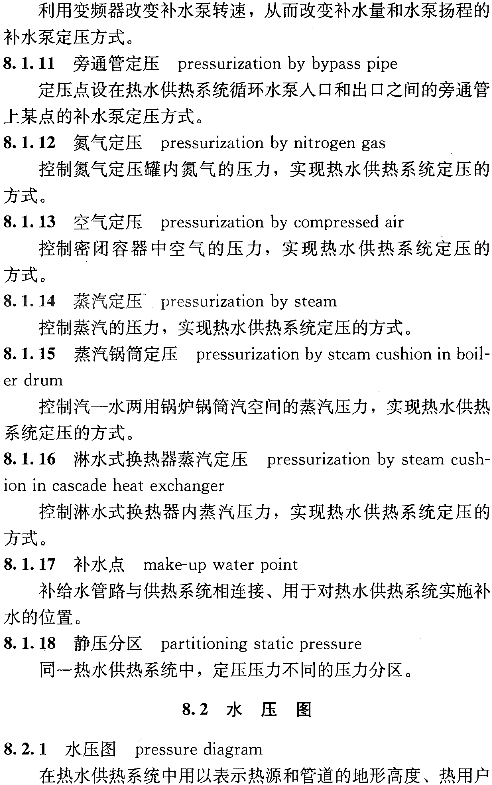 利用变频器改变补水泵转速，从而改变补水量和水泵扬程的
补水泵定压方式。
8.1.11 旁通管定压 pressurization by bypass pipe
定压点设在热水供热系统循环水泵入口和出口之间的旁通管
上某点的补水泵定压方式。
8.1.12 氮气定压 pressurization by nitrogen gas
控制氮气定压罐内氮气的压力，实现热水供热系统定压的
方式。
8.1.13 空气定压 pressurization by compressed air
控制密闭容器中空气的压力，实现热水供热系统定压的
方式。
8.1.14 蒸汽定压 pressurization by steam
控制蒸汽的压力，实现热水供热系统定压的方式。
8.1.15 蒸汽锅筒定压 pressurization by steam cushion in boil-
er drum
控制汽—水两用锅炉锅筒汽空间的蒸汽压力，实现热水供热
系统定压的方式。
8.1.16 淋水式换热器蒸汽定压 pressurization by steam cush-
ion in cascade heat exchanger
控制淋水式换热器内蒸汽压力，实现热水供热系统定压的
方式。
8.1.17 补水点 make-up water point
补给水管路与供热系统相连接、用于对热水供热系统实施补
水的位置。
8.1.18 静压分区 partitioning static pressure
同一热水供热系统中，定压压力不同的压力分区。
8.2 水 压 图
8.2.1 水压图 pressure diagram
在热水供热系统中用以表示热源和管道的地形高度、热用户